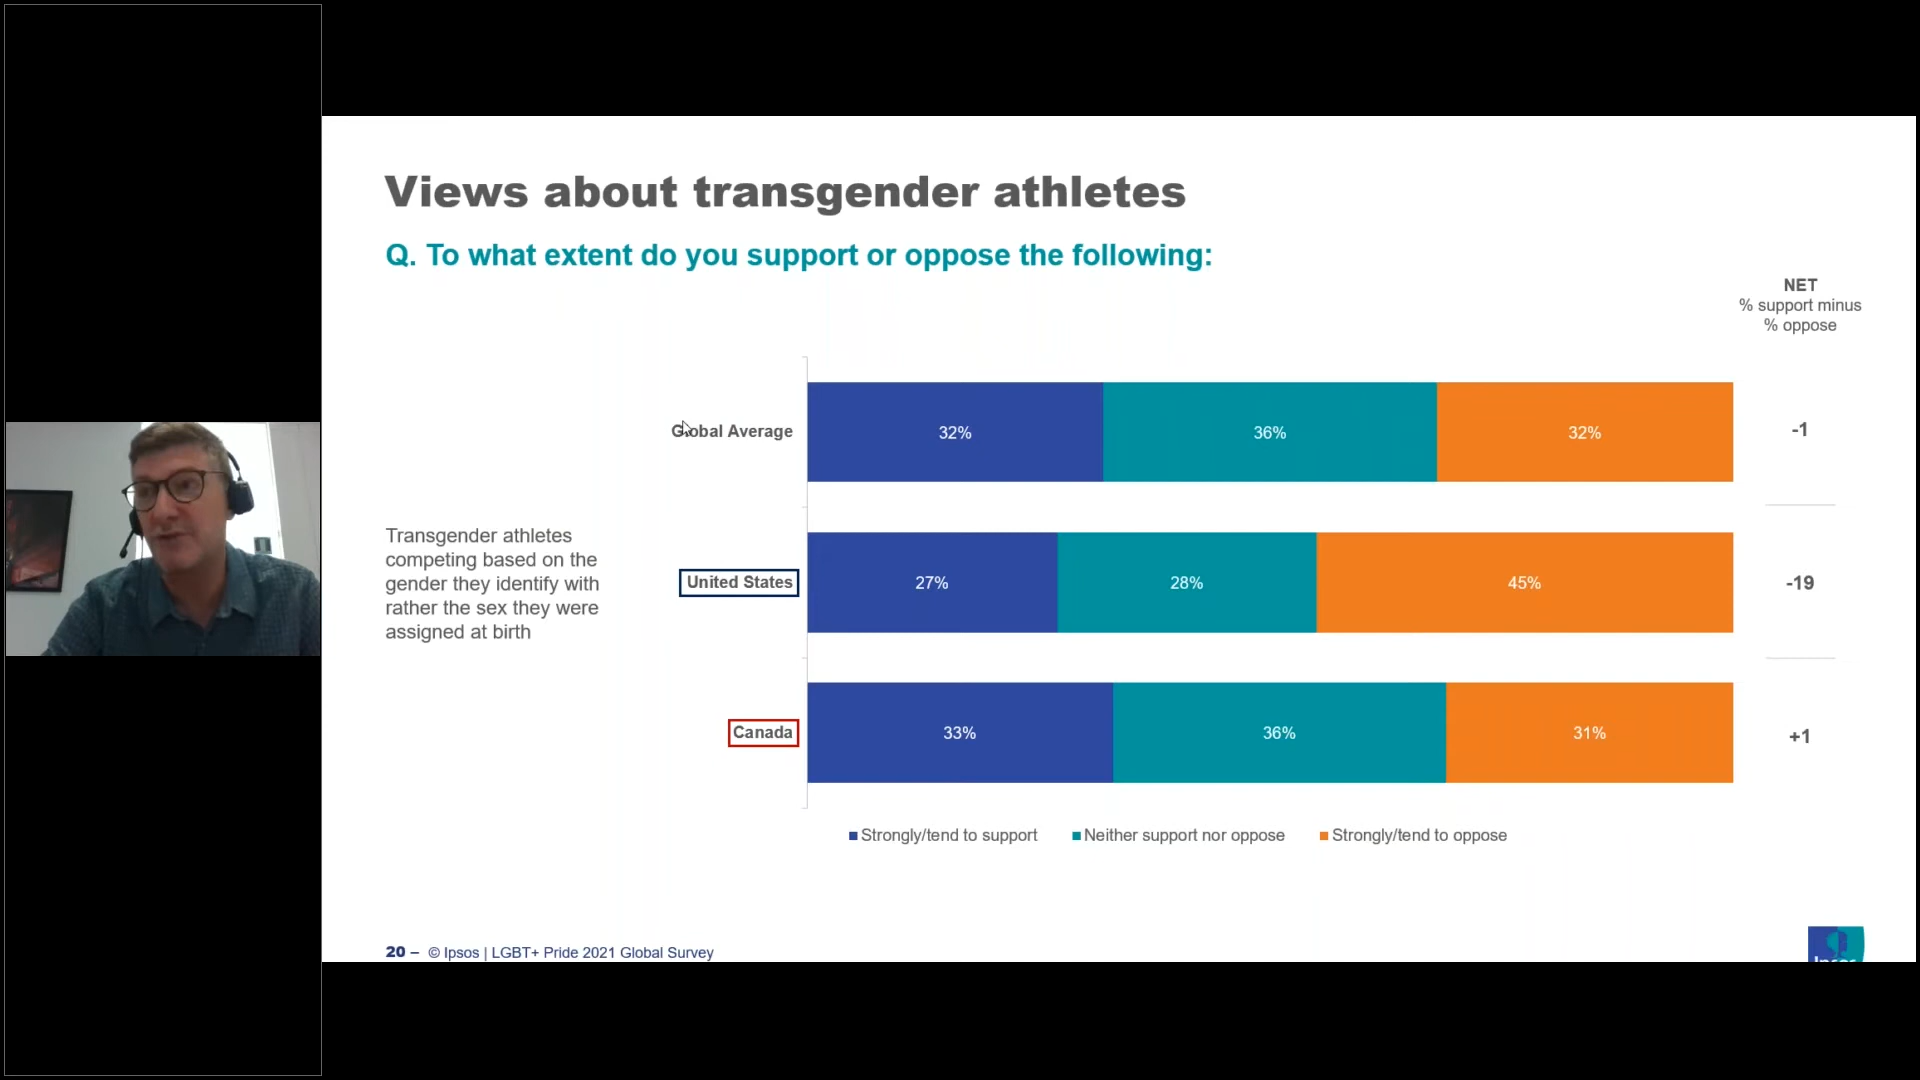 Views about transgender athletes
Q. To what extent do you support or oppose the following:
NET
% support minus
% oppose
Global Average
32%
36%
32%
-1
Transgender athletes
competing based on the
gender they identify with
rather the sex they were
assigned at birth
United States
27%
28%
45%
-19
Canada
33%
36%
31%
+1
Strongly/tend to support
Neither support nor oppose
Strongly/tend to oppose
20 – © Ipsos | LGBT+ Pride 2021 Global Survey
Ipsos